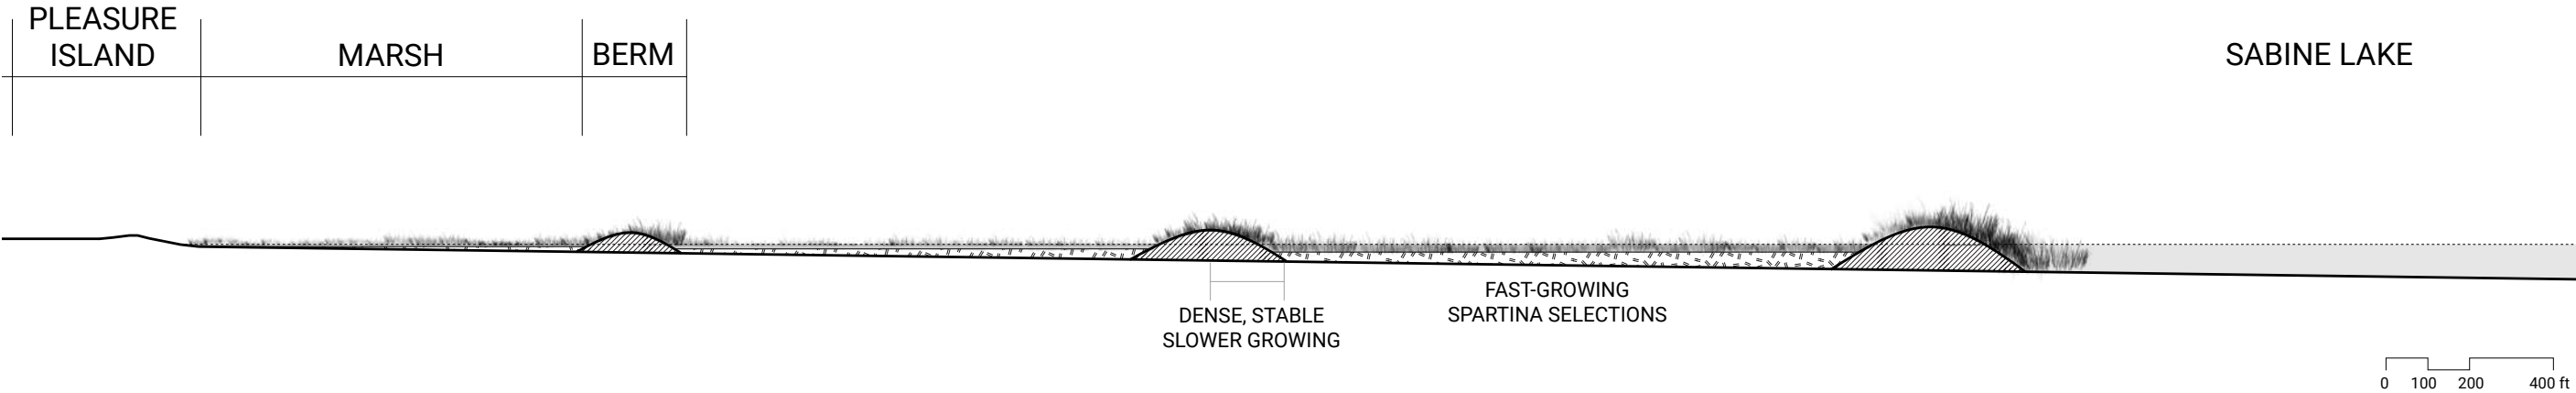 PLEASURE
ISLAND
MARSH
BERM
SABINE LAKE
DENSE, STABLE
SLOWER GROWING
FAST-GROWING
SPARTINA SELECTIONS
0 100 200 400 ft